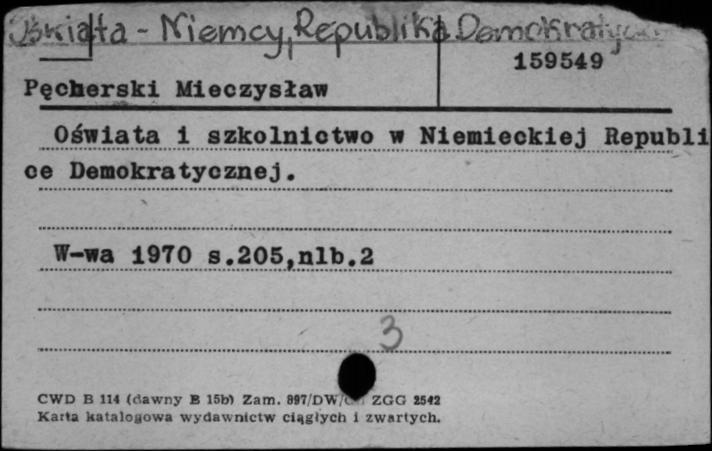 Oświata - Niemcy, Republika Demokratycz
159549
Pęcherski Mieczysław
Oświata i szkolnictwo w Niemieckiej Republi
ce Demokratycznej.
W-wa 1970 s.205,nlb.2
3
CWD B 114 (dawny B 15b) Zam. 897/DW/ ZGG 2542
Karta katalogowa wydawnictw ciągłych i zwartych.